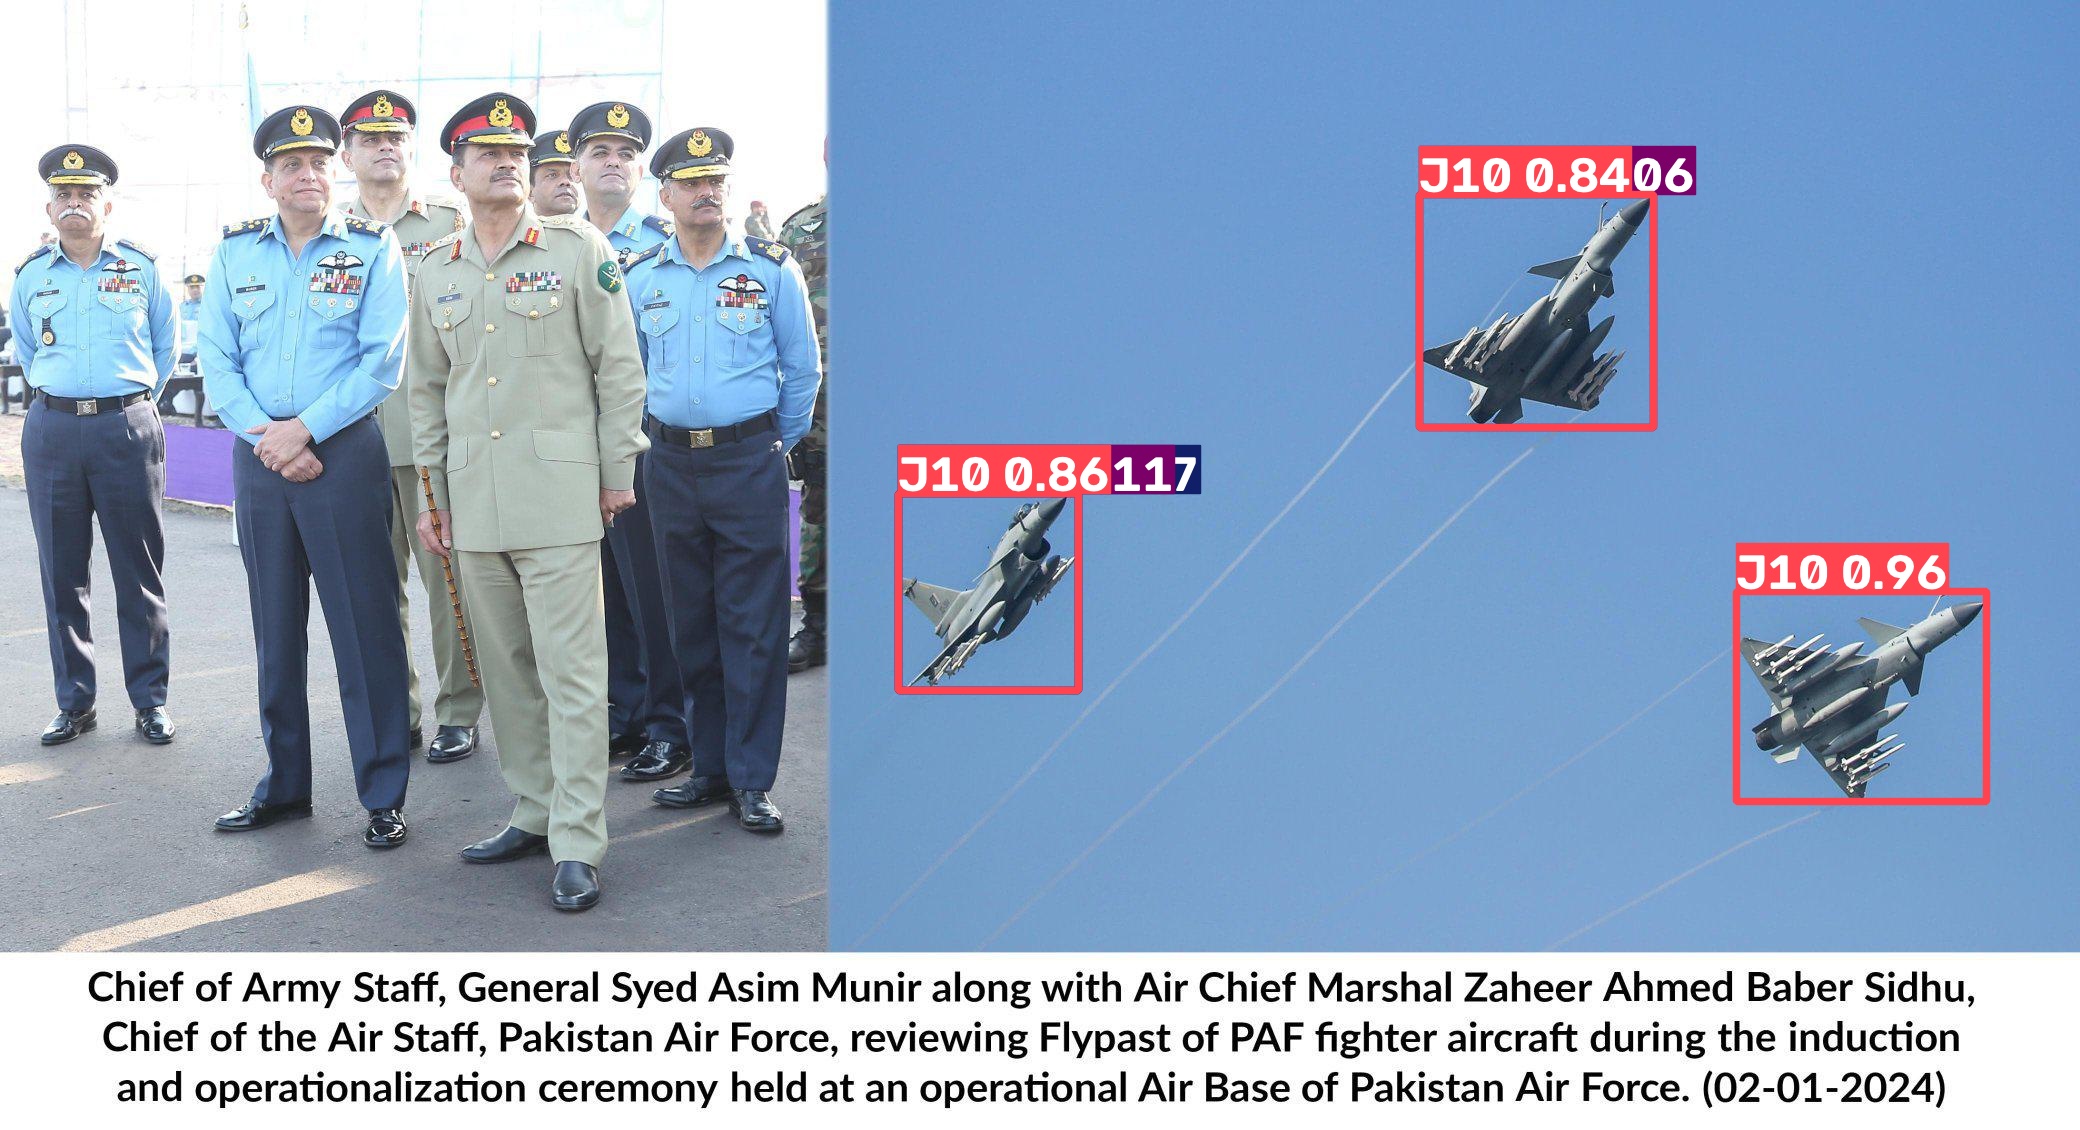 J10 0.8406
J10 0.86117
J10 0.96
Chief of Army Staff, General Syed Asim Munir along with Air Chief Marshal Zaheer Ahmed Baber Sidhu,
Chief of the Air Staff, Pakistan Air Force, reviewing Flypast of PAF fighter aircraft during the induction
and operationalization ceremony held at an operational Air Base of Pakistan Air Force. (02-01-2024)